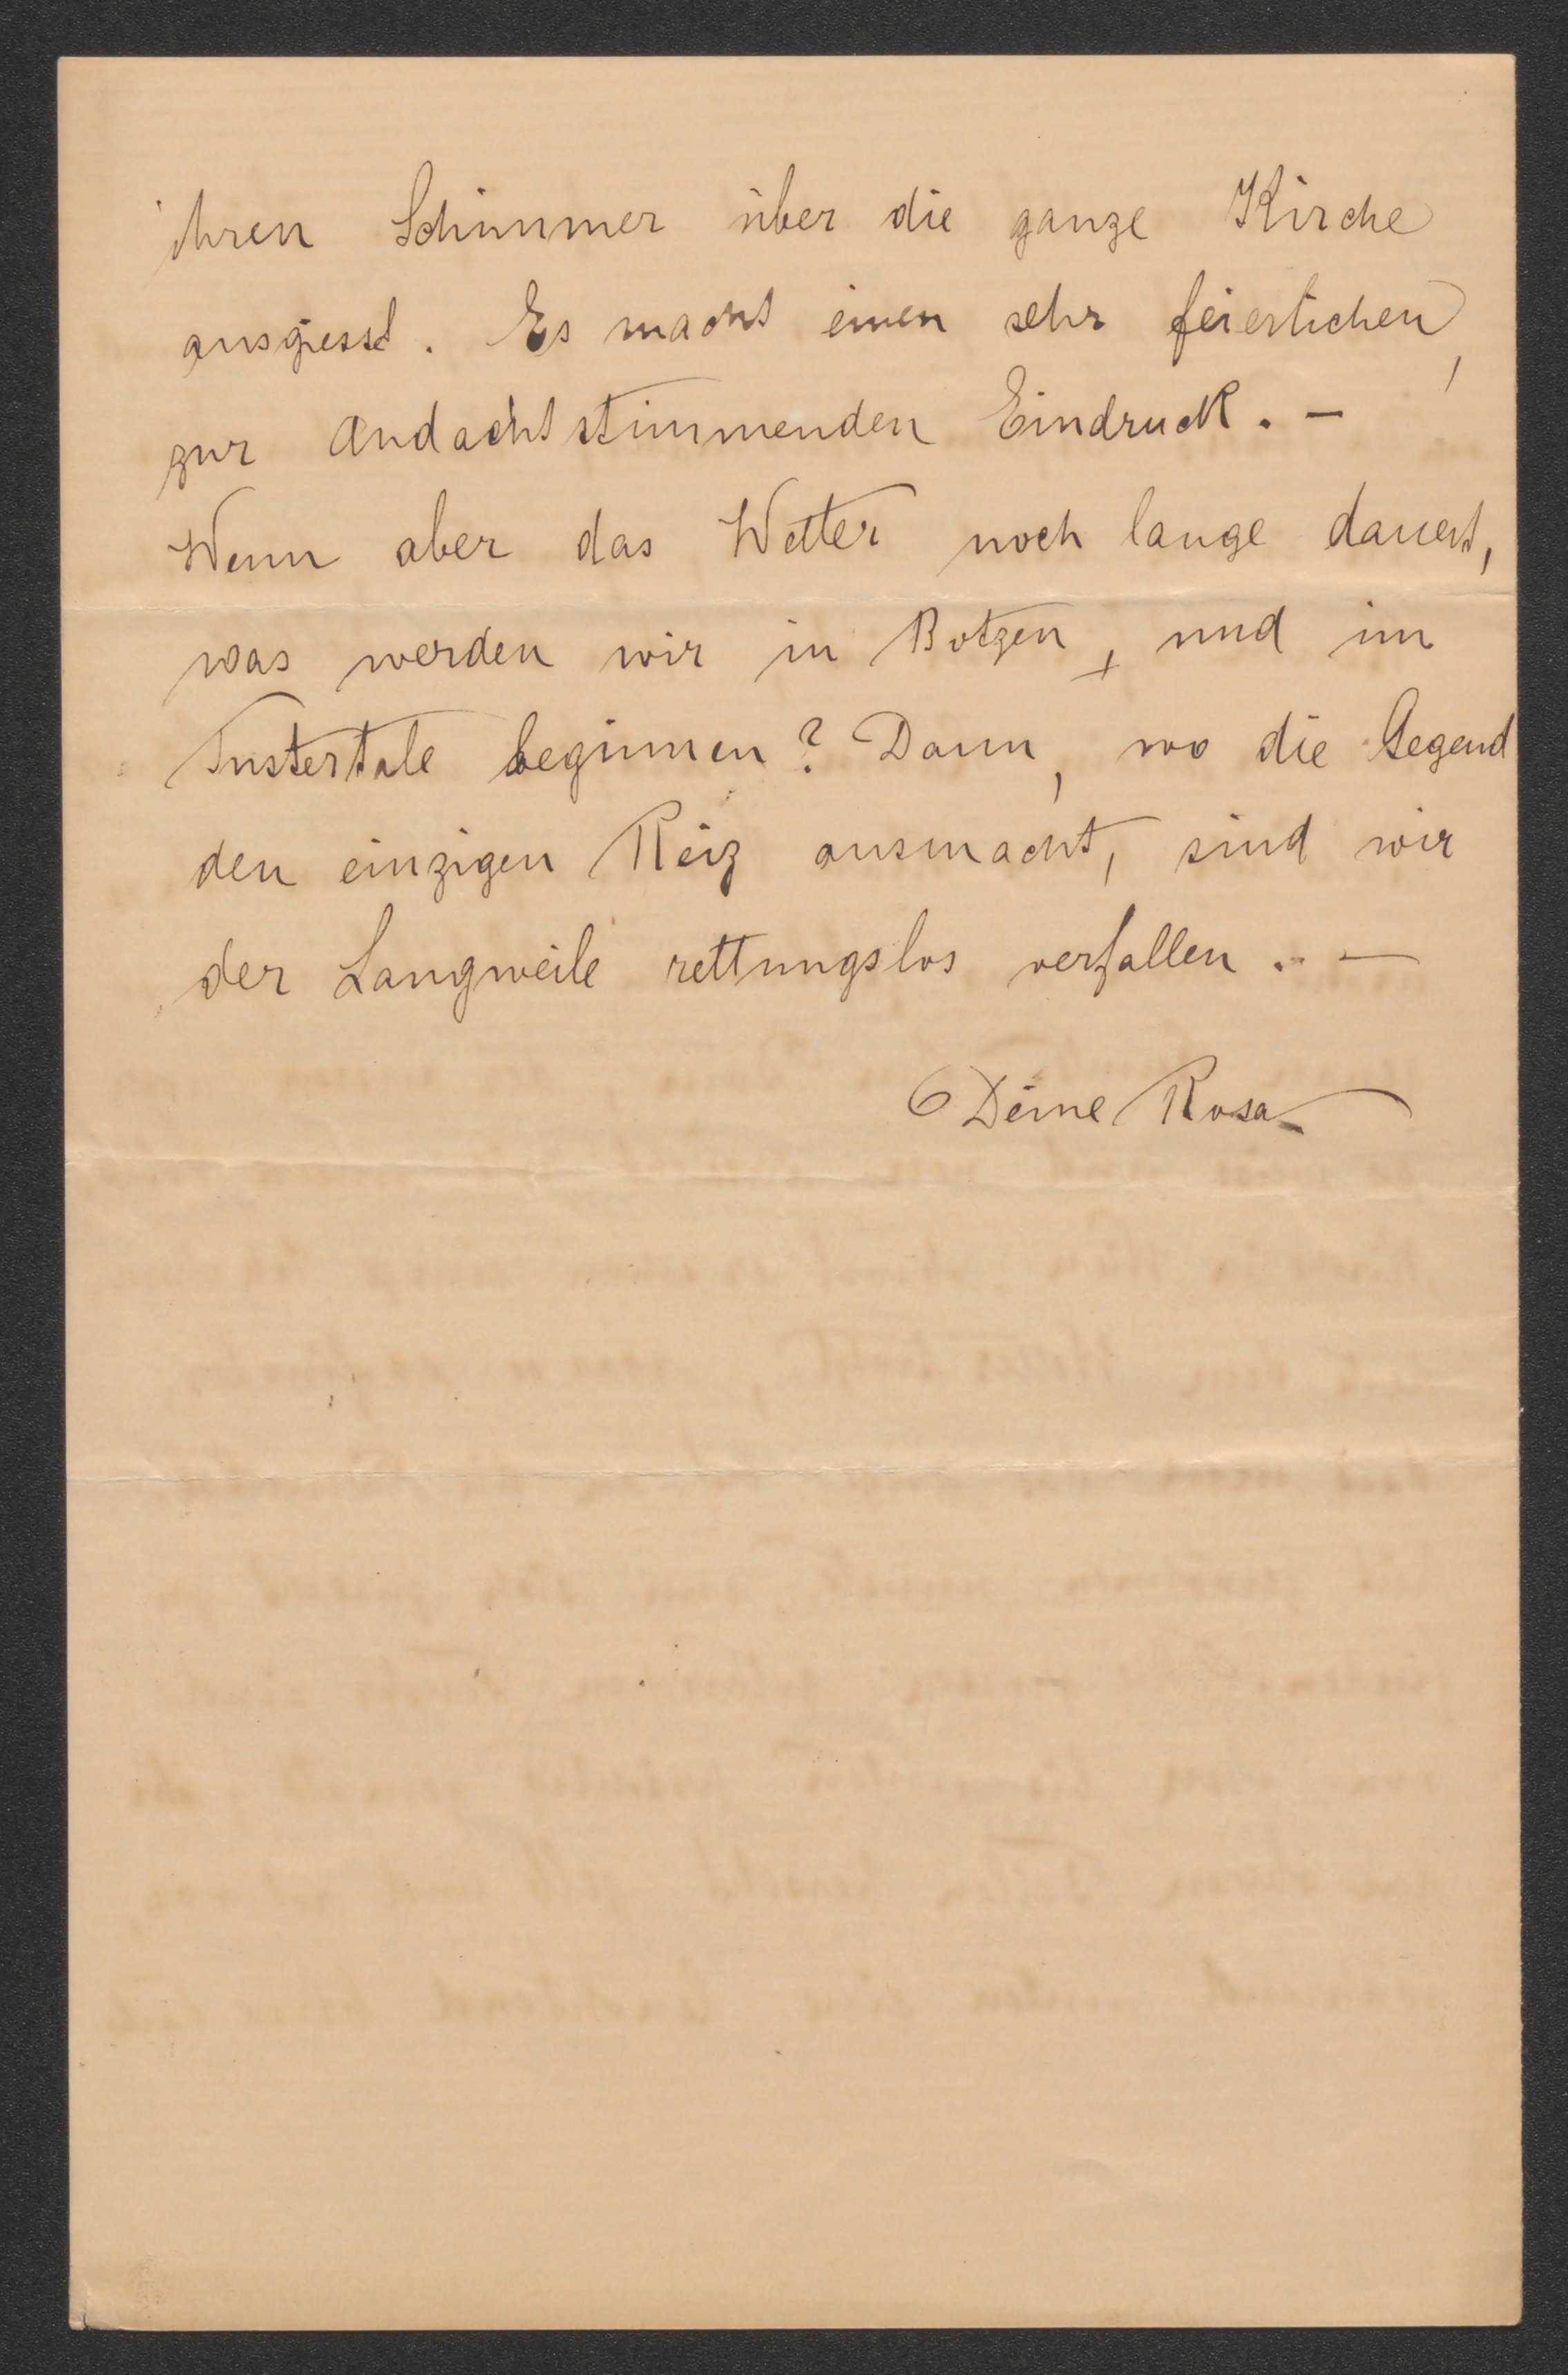 ihren Schimmer über die ganze Kirche
ausgiesst. Es macht einen sehr feierlichen,
zur Andacht stimmenden Eindruck. –
Wenn aber das Wetter noch lange dauert,
was werden wir in Botzen, und im
Pustertale beginnen? Dann, wo die Gegend
den einzigen Reiz ausmacht, sind wir
der Langweile rettungslos verfallen. –
Deine Rosa